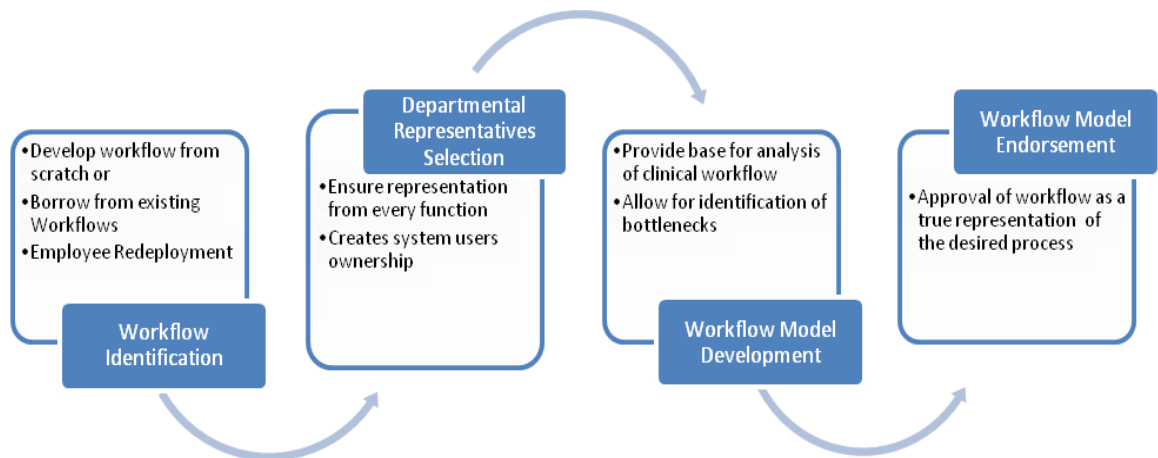 •Develop workflow from
scratch or
•Borrow from existing
Workflows
•Employee Redeployment
Workflow
Identification
Departmental
Representatives
Selection
•Ensure representation
from every function
•Creates system users
ownership
•Provide base for analysis
of clinical workflow
•Allow for identification of
bottlenecks
Workflow Model
Development
Workflow Model
Endorsement
•Approval of workflow as a
true representation of
the desired process